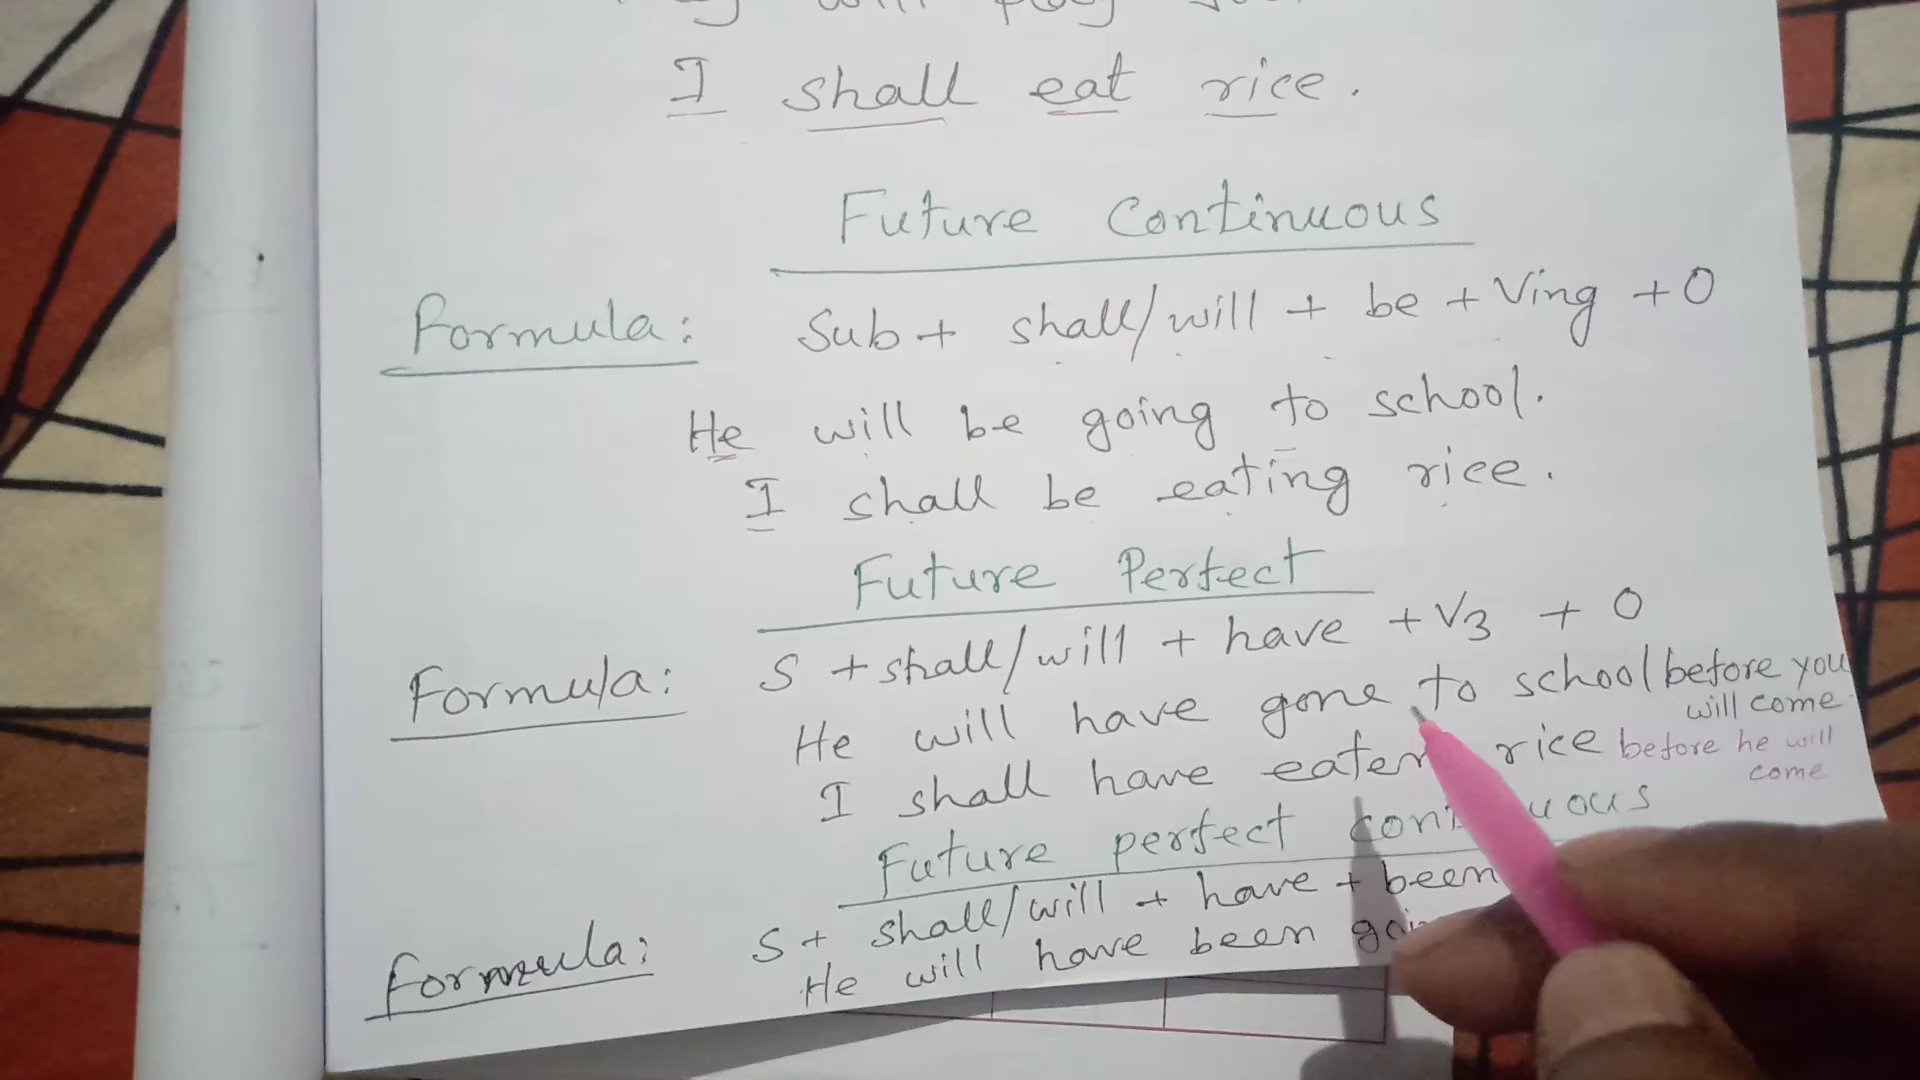 will play
I shall eat rice.
Future Continuous
Formula: Sub + shall/will + be + Ving + O
He will be going to school.
I shall be eating rice.
Future Perfect
Formula: S + shall/will + have + V3 + O
He will have gone to school before you will come
I shall have eaten rice before he will come
Future perfect
Formula: S + shall/will + have + been
He will have been